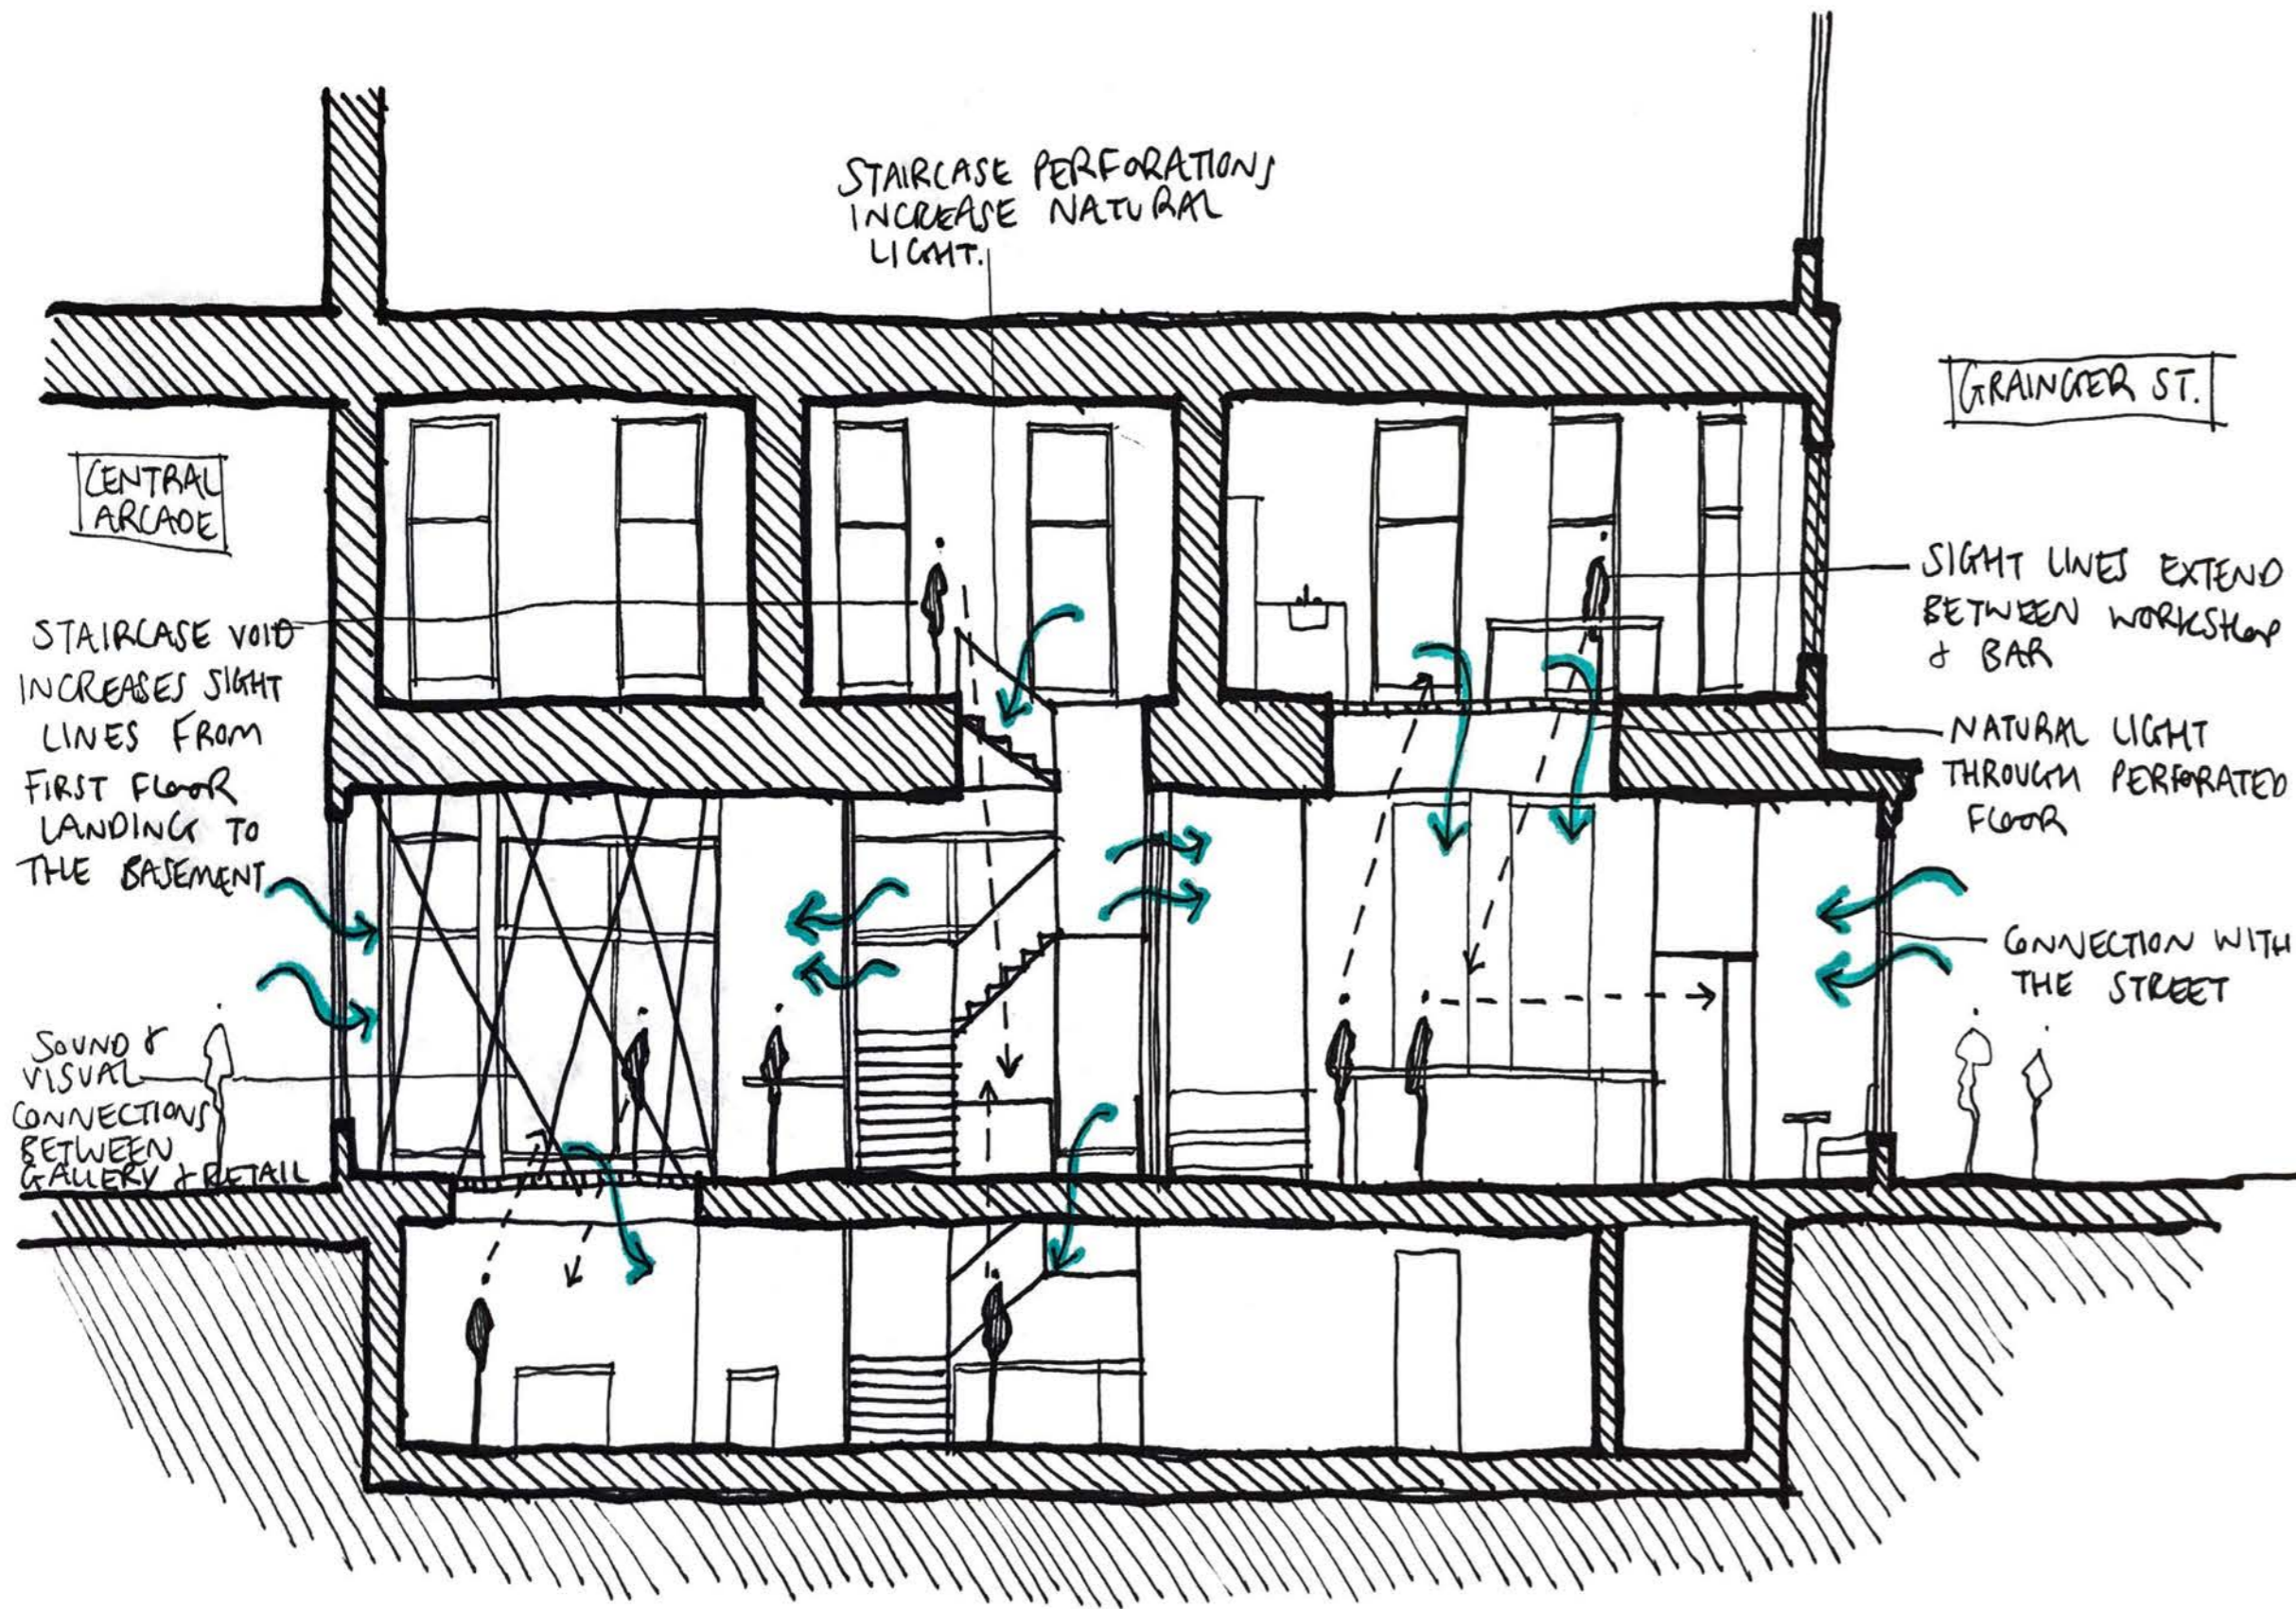 STAIRCASE PERFORATIONS
INCREASE NATURAL
LIGHT.
GRAINGER ST.
CENTRAL
ARCADE
STAIRCASE VOID
INCREASES SIGHT
LINES FROM
FIRST FLOOR
LANDING TO
THE BASEMENT
SIGHT LINES EXTEND
BETWEEN WORKSHOP
& BAR
NATURAL LIGHT
THROUGH PERFORATED
FLOOR
CONNECTION WITH
THE STREET
SOUND &
VISUAL
CONNECTIONS
BETWEEN
GALLERY & RETAIL